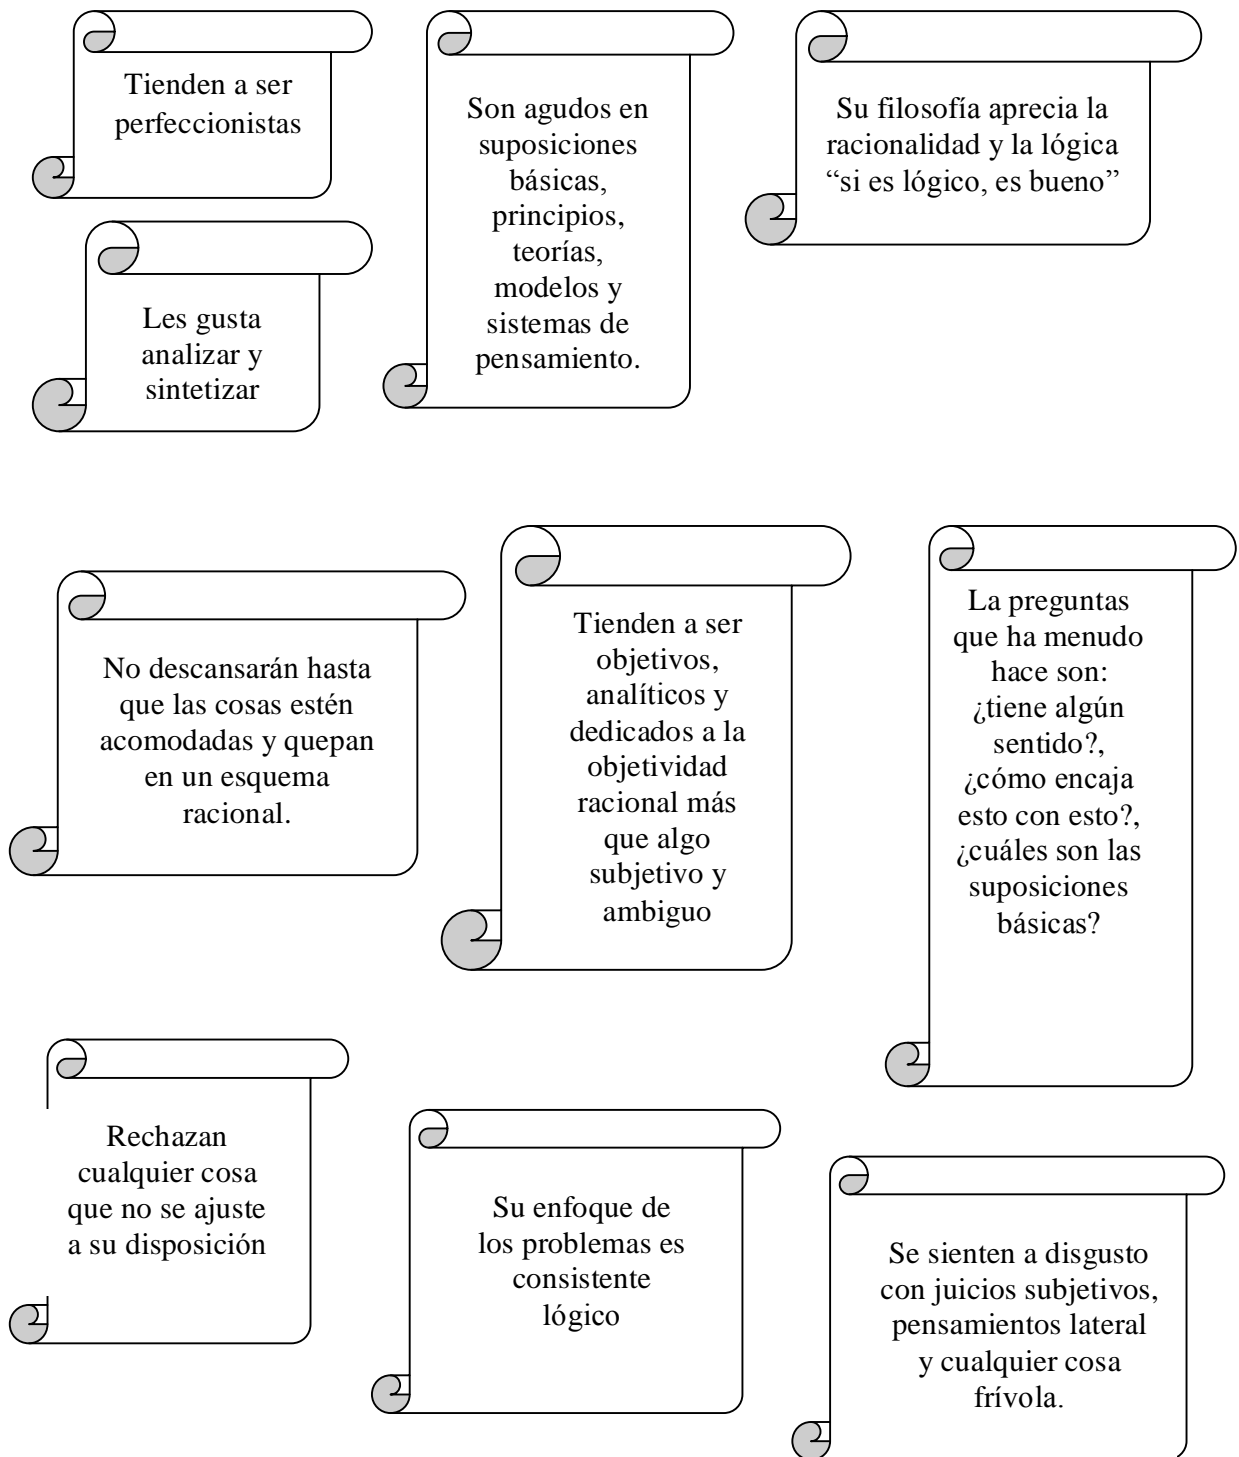 Tienden a ser
perfeccionistas
Son agudos en
suposiciones
básicas,
principios,
teorías,
modelos y
sistemas de
pensamiento.
Su filosofía aprecia la
racionalidad y la lógica
“si es lógico, es bueno”
Les gusta
analizar y
sintetizar
No descansarán hasta
que las cosas estén
acomodadas y quepan
en un esquema
racional.
Tienden a ser
objetivos,
analíticos y
dedicados a la
objetividad
racional más
que algo
subjetivo y
ambiguo
La preguntas
que ha menudo
hace son:
¿tiene algún
sentido?,
¿cómo encaja
esto con esto?,
¿cuáles son las
suposiciones
básicas?
Rechazan
cualquier cosa
que no se ajuste
a su disposición
Su enfoque de
los problemas es
consistente
lógico
Se sienten a disgusto
con juicios subjetivos,
pensamientos lateral
y cualquier cosa
frívola.